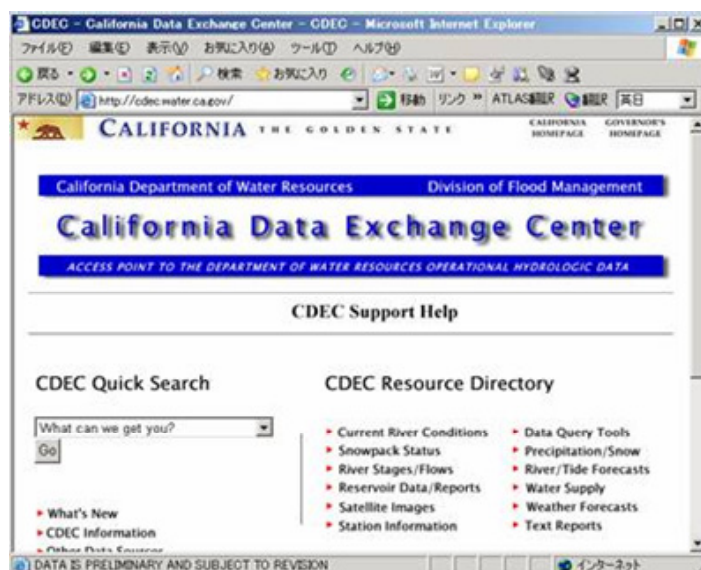 CDEC - California Data Exchange Center - CDEC - Microsoft Internet Explorer
ファイル(F) 編集(E) 表示(V) お気に入り(A) ツール(T) ヘルプ(H)
戻る 検索 お気に入り
アドレス(D) http://cdec.water.ca.gov/ 移動 リンク » ATLAS翻訳 翻訳 英日
CALIFORNIA THE GOLDEN STATE CALIFORNIA HOMEPAGE GOVERNOR'S HOMEPAGE
California Department of Water Resources Division of Flood Management
California Data Exchange Center
ACCESS POINT TO THE DEPARTMENT OF WATER RESOURCES OPERATIONAL HYDROLOGIC DATA
CDEC Support Help
CDEC Quick Search
What can we get you?
Go
What's New
CDEC Information
Other Data Sources
CDEC Resource Directory
Current River Conditions
Snowpack Status
River Stages/Flows
Reservoir Data/Reports
Satellite Images
Station Information
Data Query Tools
Precipitation/Snow
River/Tide Forecasts
Water Supply
Weather Forecasts
Text Reports
DATA IS PRELIMINARY AND SUBJECT TO REVISION インターネット